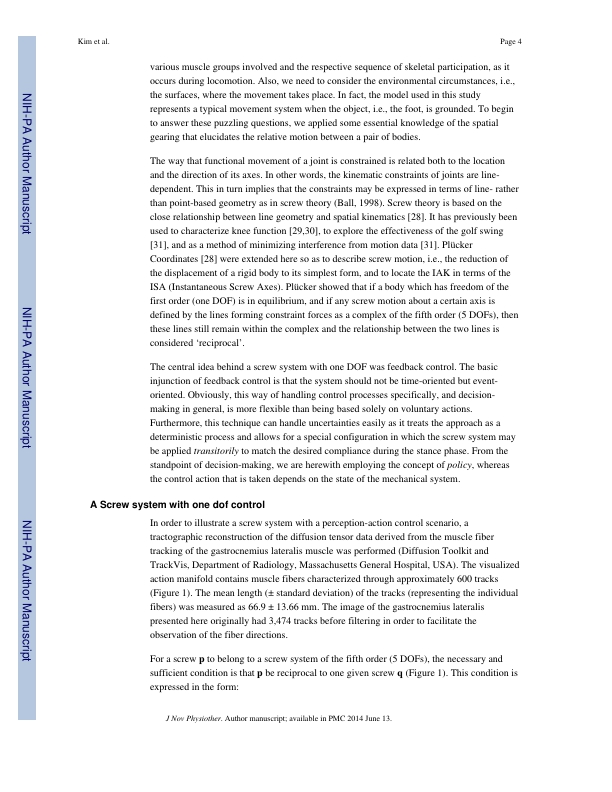 Kim et al.
Page 4
NIH-PA Author Manuscript
NIH-PA Author Manuscript
NIH-PA Author Manuscript
various muscle groups involved and the respective sequence of skeletal participation, as it
occurs during locomotion. Also, we need to consider the environmental circumstances, i.e.,
the surfaces, where the movement takes place. In fact, the model used in this study
represents a typical movement system when the object, i.e., the foot, is grounded. To begin
to answer these puzzling questions, we applied some essential knowledge of the spatial
gearing that elucidates the relative motion between a pair of bodies.
The way that functional movement of a joint is constrained is related both to the location
and the direction of its axes. In other words, the kinematic constraints of joints are line-
dependent. This in turn implies that the constraints may be expressed in terms of line- rather
than point-based geometry as in screw theory (Ball, 1998). Screw theory is based on the
close relationship between line geometry and spatial kinematics [28]. It has previously been
used to characterize knee function [29,30], to explore the effectiveness of the golf swing
[31], and as a method of minimizing interference from motion data [31]. Plücker
Coordinates [28] were extended here so as to describe screw motion, i.e., the reduction of
the displacement of a rigid body to its simplest form, and to locate the IAK in terms of the
ISA (Instantaneous Screw Axes). Plücker showed that if a body which has freedom of the
first order (one DOF) is in equilibrium, and if any screw motion about a certain axis is
defined by the lines forming constraint forces as a complex of the fifth order (5 DOFs), then
these lines still remain within the complex and the relationship between the two lines is
considered ‘reciprocal’.
The central idea behind a screw system with one DOF was feedback control. The basic
injunction of feedback control is that the system should not be time-oriented but event-
oriented. Obviously, this way of handling control processes specifically, and decision-
making in general, is more flexible than being based solely on voluntary actions.
Furthermore, this technique can handle uncertainties easily as it treats the approach as a
deterministic process and allows for a special configuration in which the screw system may
be applied transitorily to match the desired compliance during the stance phase. From the
standpoint of decision-making, we are herewith employing the concept of policy, whereas
the control action that is taken depends on the state of the mechanical system.
A Screw system with one dof control
In order to illustrate a screw system with a perception-action control scenario, a
tractographic reconstruction of the diffusion tensor data derived from the muscle fiber
tracking of the gastrocnemius lateralis muscle was performed (Diffusion Toolkit and
TrackVis, Department of Radiology, Massachusetts General Hospital, USA). The visualized
action manifold contains muscle fibers characterized through approximately 600 tracks
(Figure 1). The mean length (± standard deviation) of the tracks (representing the individual
fibers) was measured as 66.9 ± 13.66 mm. The image of the gastrocnemius lateralis
presented here originally had 3,474 tracks before filtering in order to facilitate the
observation of the fiber directions.
For a screw p to belong to a screw system of the fifth order (5 DOFs), the necessary and
sufficient condition is that p be reciprocal to one given screw q (Figure 1). This condition is
expressed in the form:
J Nov Physiother. Author manuscript; available in PMC 2014 June 13.